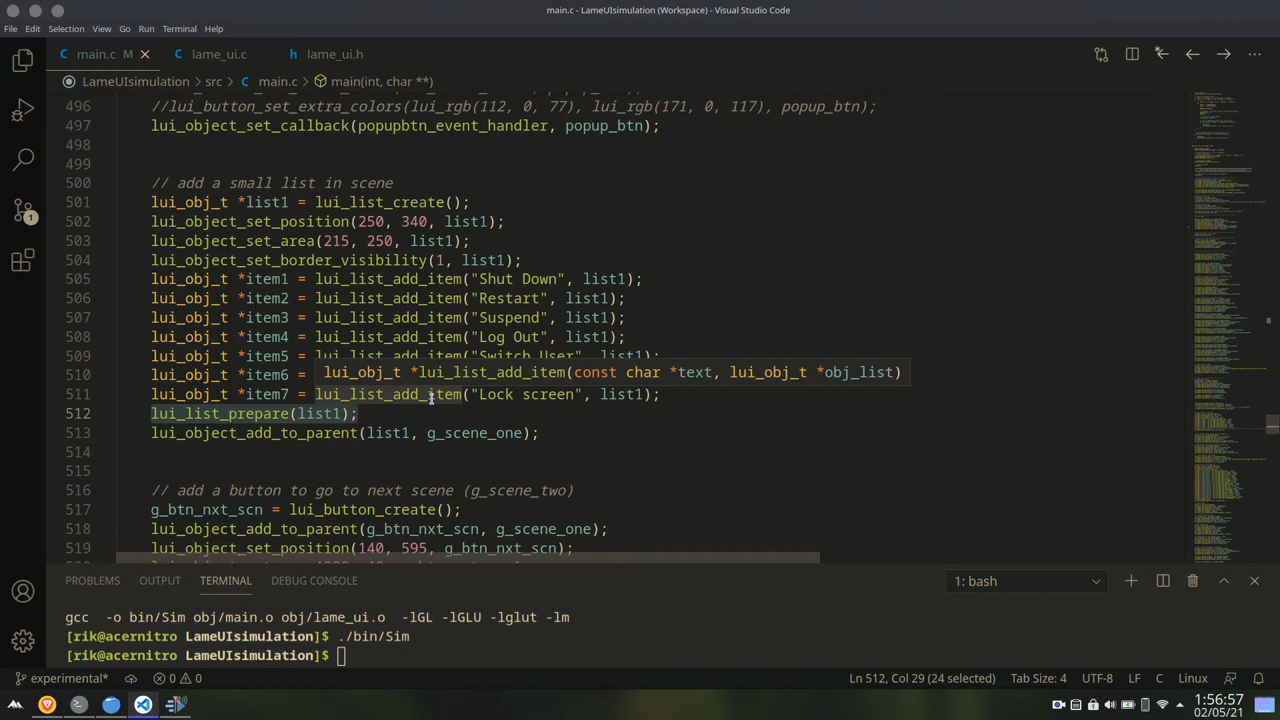 main.c - LameUIsimulation (Workspace) - Visual Studio Code
File Edit Selection View Go Run Terminal Help
main.c M lame_ui.c lame_ui.h
LameUIsimulation > src > main.c > main(int, char **)
496 //lui_button_set_extra_colors(lui_rgb(112, 0, 77), lui_rgb(171, 0, 117), popup_btn);
497 lui_object_set_callback(popupbtn_event_handler, popup_btn);
498
499
500 // add a small list in scene
501 lui_obj_t *list1 = lui_list_create();
502 lui_object_set_position(250, 340, list1);
503 lui_object_set_area(215, 250, list1);
504 lui_object_set_border_visibility(1, list1);
505 lui_obj_t *item1 = lui_list_add_item("Shut Down", list1);
506 lui_obj_t *item2 = lui_list_add_item("Restart", list1);
507 lui_obj_t *item3 = lui_list_add_item("Suspend", list1);
508 lui_obj_t *item4 = lui_list_add_item("Log Out", list1);
509 lui_obj_t *item5 = lui_list_add_item("Switch User", list1);
lui_obj_t *lui_list_add_item(const char *text, lui_obj_t *obj_list)
510 lui_obj_t *item6 =
511 lui_obj_t *item7 = lui_list_add_item("Lock screen", list1);
512 lui_list_prepare(list1);
513 lui_object_add_to_parent(list1, g_scene_one);
514
515
516 // add a button to go to next scene (g_scene_two)
517 g_btn_nxt_scn = lui_button_create();
518 lui_object_add_to_parent(g_btn_nxt_scn, g_scene_one);
519 lui_object_set_position(140, 595, g_btn_nxt_scn);
PROBLEMS OUTPUT TERMINAL DEBUG CONSOLE 1: bash
gcc -o bin/Sim obj/main.o obj/lame_ui.o -lGL -lGLU -lglut -lm
[rik@acernitro LameUIsimulation]$ ./bin/Sim
[rik@acernitro LameUIsimulation]$
experimental* 0 0 Ln 512, Col 29 (24 selected) Tab Size: 4 UTF-8 LF C Linux
1:56:57
02/05/21